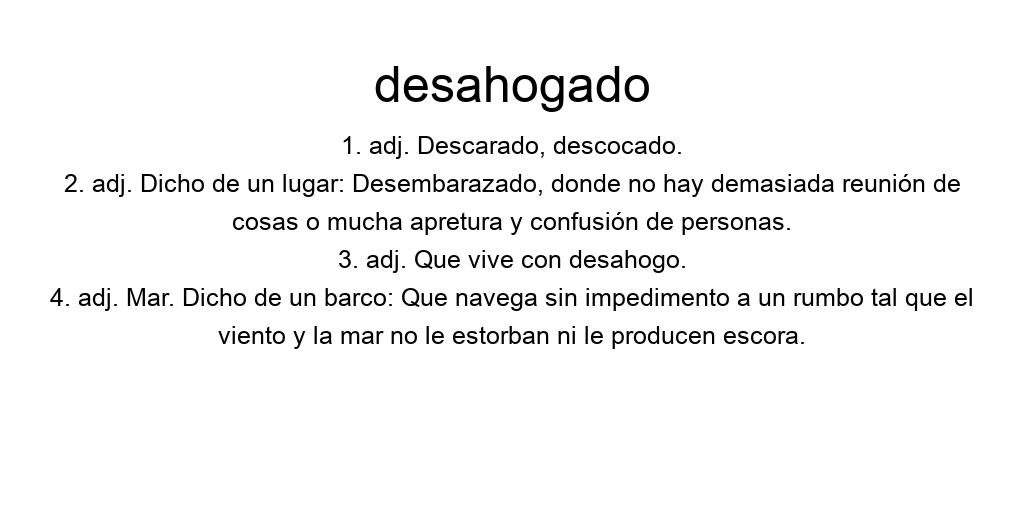 desahogado
1. adj. Descarado, descocado.
2. adj. Dicho de un lugar: Desembarazado, donde no hay demasiada reunión de
cosas o mucha apretura y confusión de personas.
3. adj. Que vive con desahogo.
4. adj. Mar. Dicho de un barco: Que navega sin impedimento a un rumbo tal que el
viento y la mar no le estorban ni le producen escora.